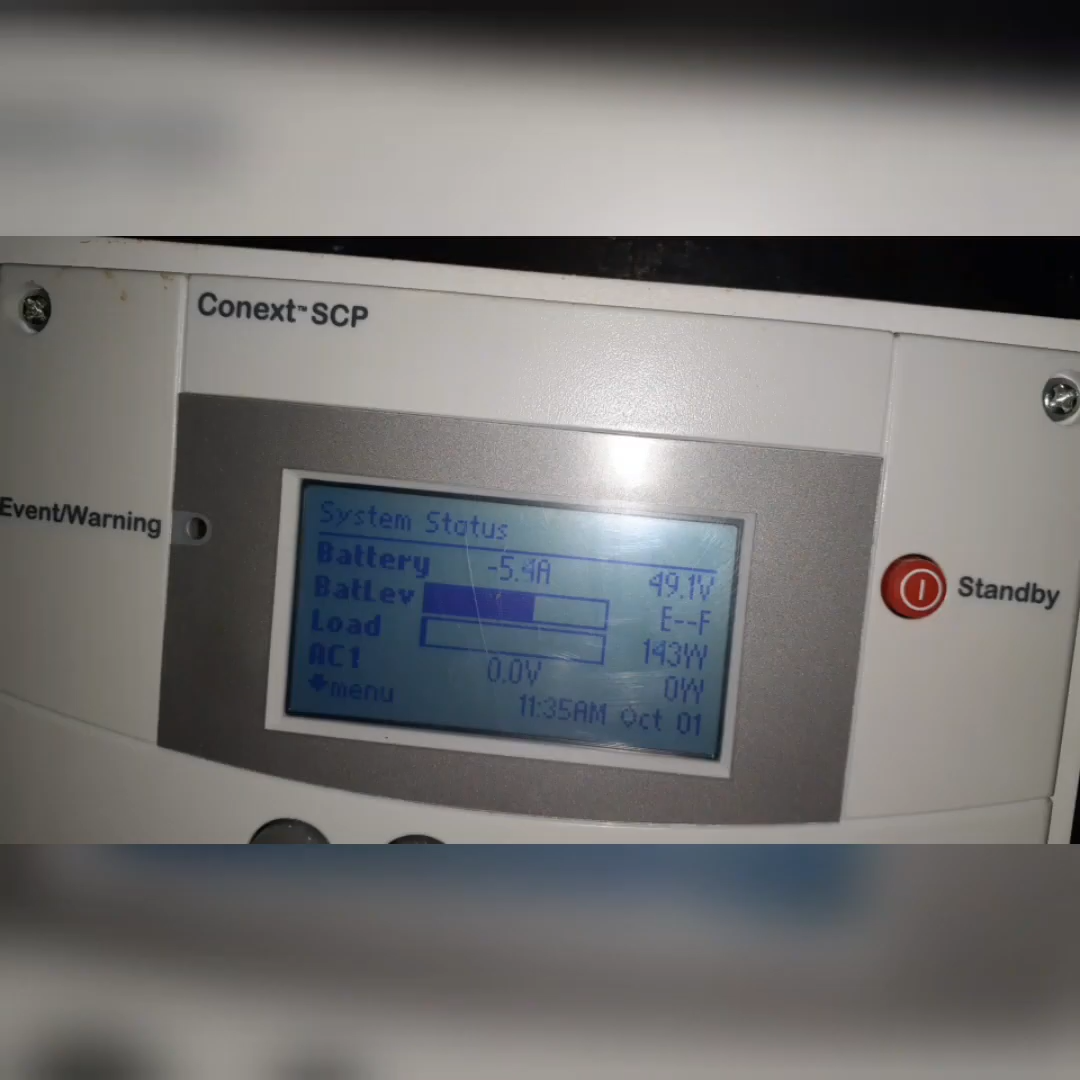 Conext™ SCP
Event/Warning
System Status
Battery -5.4A 49.1V
BatLev E--F
Load 143W
AC1 0.0V 0W
menu 11:35AM Oct 01
Standby